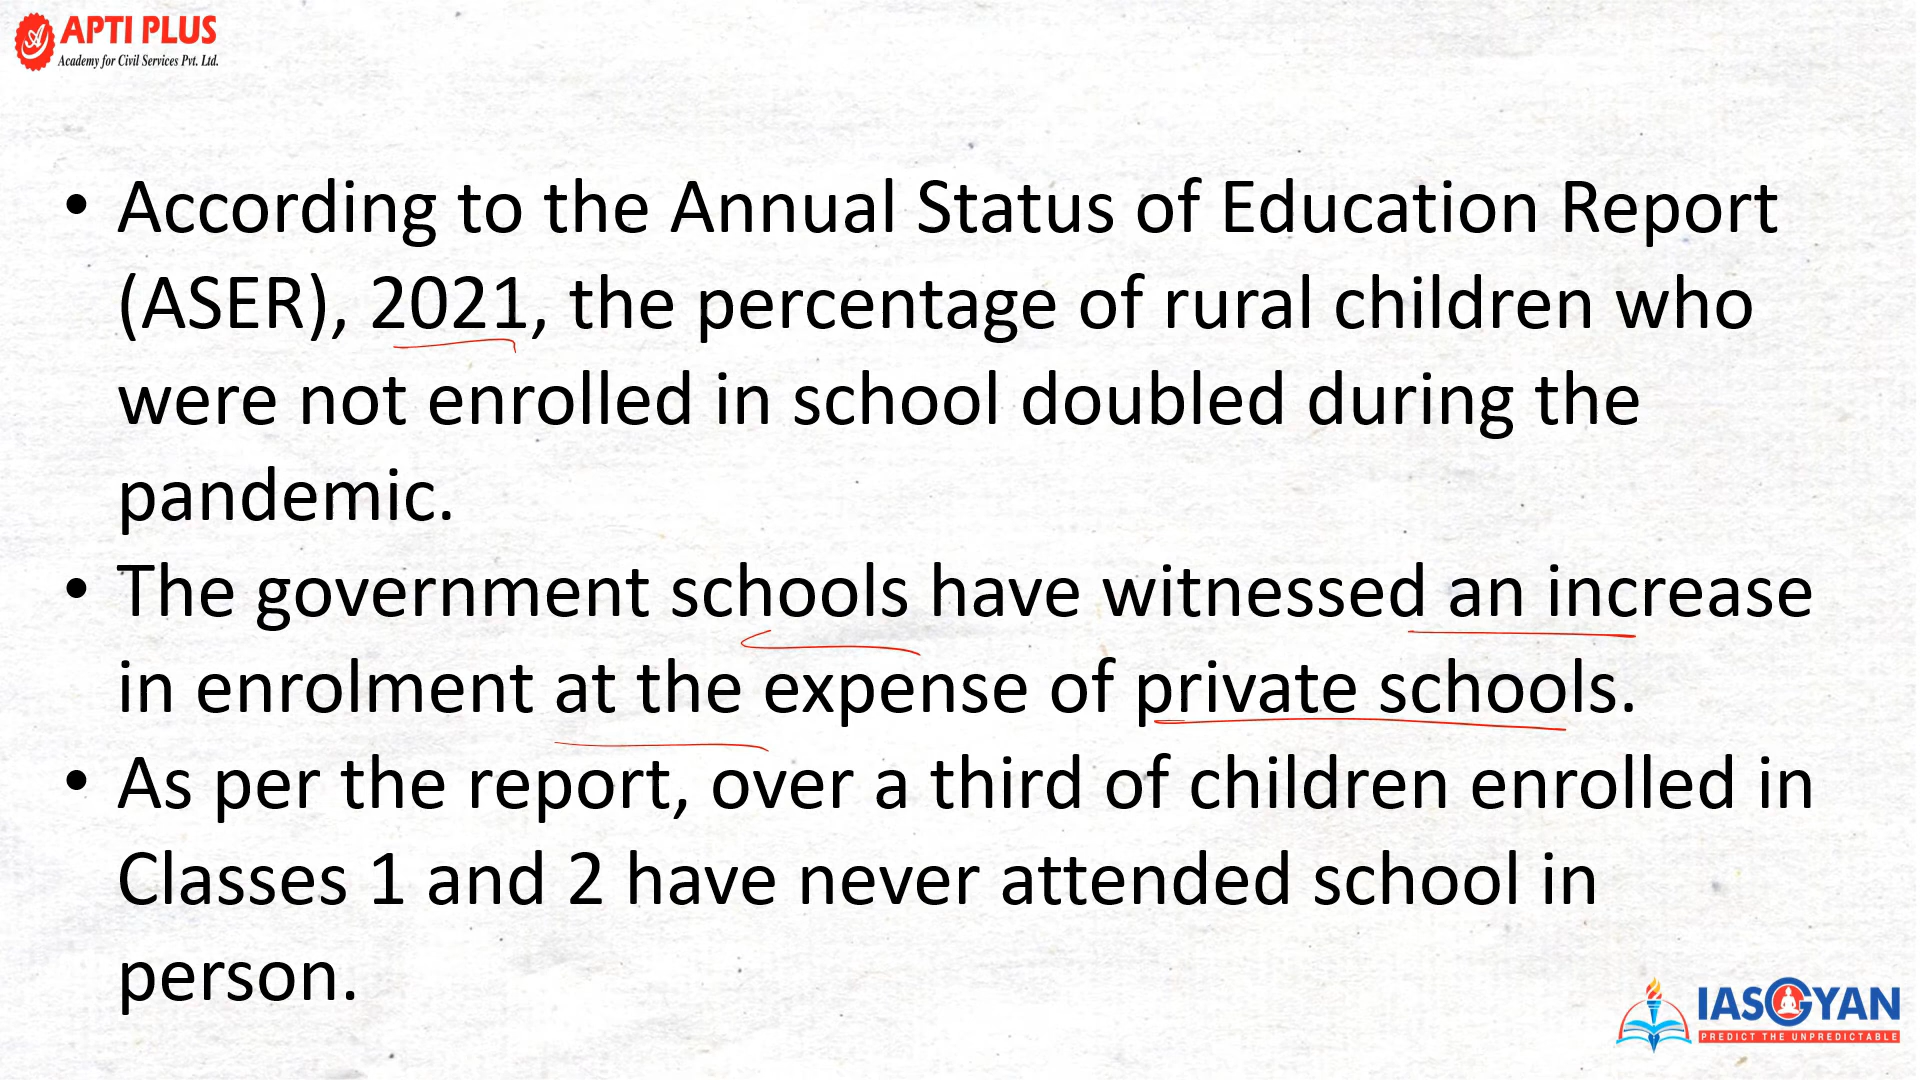 APTI PLUS
Academy for Civil Services Pvt. Ltd.
• According to the Annual Status of Education Report
(ASER), 2021, the percentage of rural children who
were not enrolled in school doubled during the
pandemic.
• The government schools have witnessed an increase
in enrolment at the expense of private schools.
• As per the report, over a third of children enrolled in
Classes 1 and 2 have never attended school in
person.
IASGYAN
PREDICT THE UNPREDICTABLE